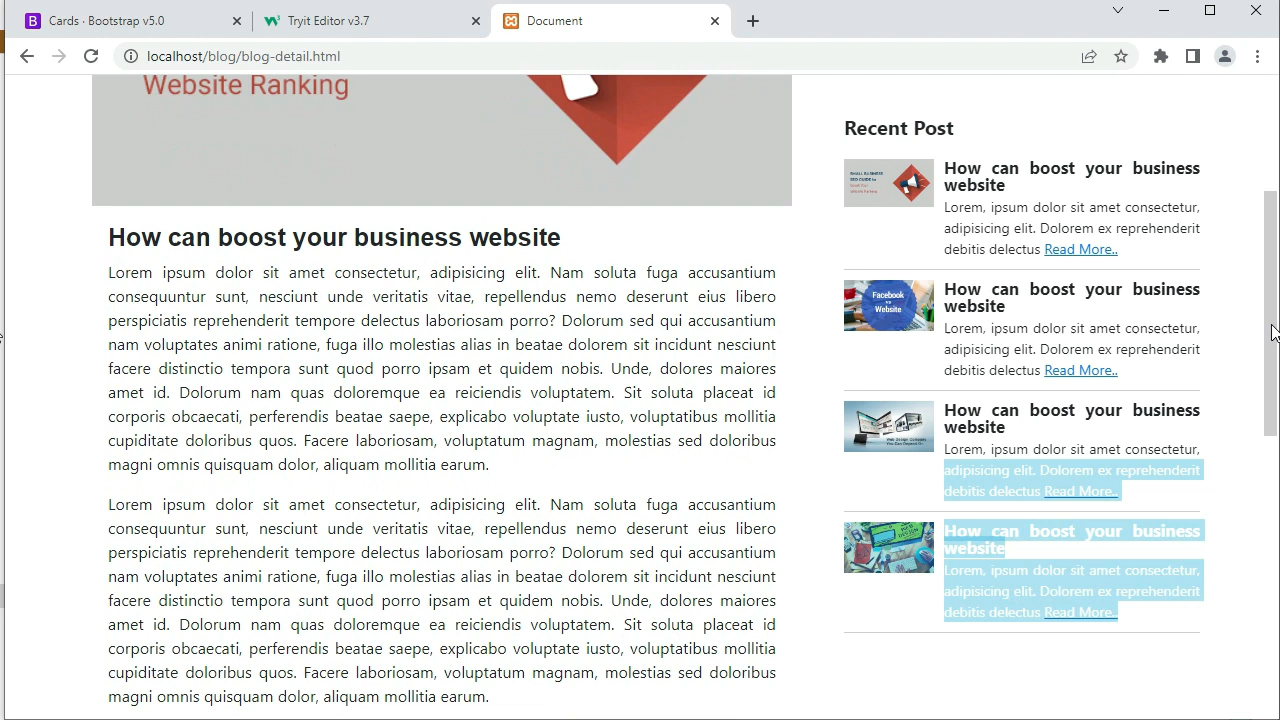 Cards · Bootstrap v5.0
Tryit Editor v3.7
Document
localhost/blog/blog-detail.html
Website Ranking
How can boost your business website
Lorem ipsum dolor sit amet consectetur, adipisicing elit. Nam soluta fuga accusantium
consequuntur sunt, nesciunt unde veritatis vitae, repellendus nemo deserunt eius libero
perspiciatis reprehenderit tempore delectus laboriosam porro? Dolorum sed qui accusantium
nam voluptates animi ratione, fuga illo molestias alias in beatae dolorem sit incidunt nesciunt
facere distinctio tempora sunt quod porro ipsam et quidem nobis. Unde, dolores maiores
amet id. Dolorum nam quas doloremque ea reiciendis voluptatem. Sit soluta placeat id
corporis obcaecati, perferendis beatae saepe, explicabo voluptate iusto, voluptatibus mollitia
cupiditate doloribus quos. Facere laboriosam, voluptatum magnam, molestias sed doloribus
magni omnis quisquam dolor, aliquam mollitia earum.
Lorem ipsum dolor sit amet consectetur, adipisicing elit. Nam soluta fuga accusantium
consequuntur sunt, nesciunt unde veritatis vitae, repellendus nemo deserunt eius libero
perspiciatis reprehenderit tempore delectus laboriosam porro? Dolorum sed qui accusantium
nam voluptates animi ratione, fuga illo molestias alias in beatae dolorem sit incidunt nesciunt
facere distinctio tempora sunt quod porro ipsam et quidem nobis. Unde, dolores maiores
amet id. Dolorum nam quas doloremque ea reiciendis voluptatem. Sit soluta placeat id
corporis obcaecati, perferendis beatae saepe, explicabo voluptate iusto, voluptatibus mollitia
cupiditate doloribus quos. Facere laboriosam, voluptatum magnam, molestias sed doloribus
magni omnis quisquam dolor, aliquam mollitia earum.
Recent Post
SMALL BUSINESS
SEO GUIDE to
Website Ranking
How can boost your business
website
Lorem, ipsum dolor sit amet consectetur,
adipisicing elit. Dolorem ex reprehenderit
debitis delectus Read More..
Facebook
vs
Website
How can boost your business
website
Lorem, ipsum dolor sit amet consectetur,
adipisicing elit. Dolorem ex reprehenderit
debitis delectus Read More..
Web Design Company
You Can Depend On
How can boost your business
website
Lorem, ipsum dolor sit amet consectetur,
adipisicing elit. Dolorem ex reprehenderit
debitis delectus Read More..
How can boost your business
website
Lorem, ipsum dolor sit amet consectetur,
adipisicing elit. Dolorem ex reprehenderit
debitis delectus Read More..